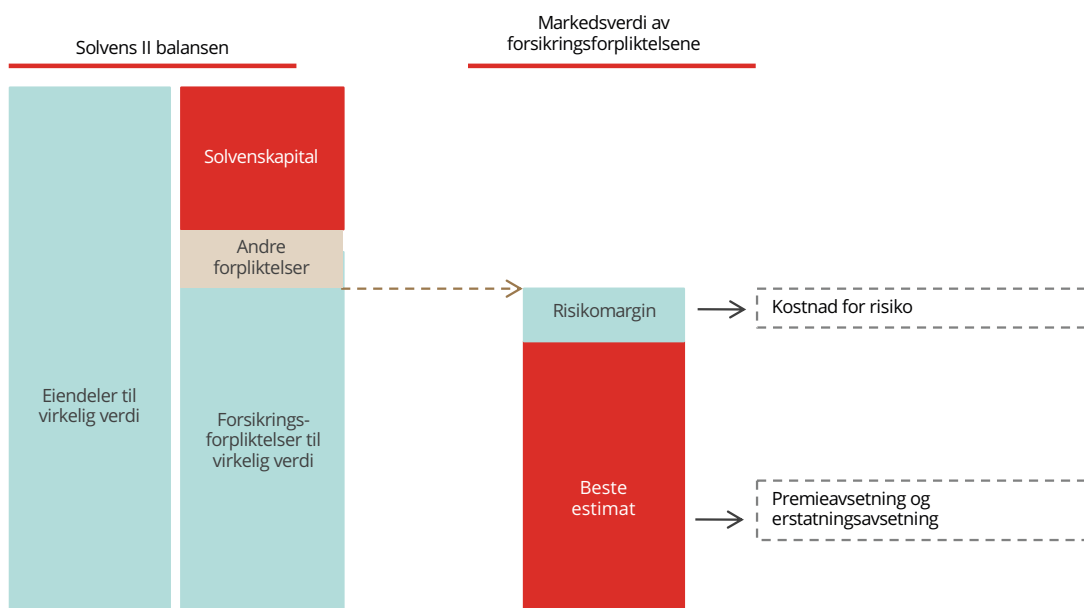 Solvens II balansen
Markedsverdi av
forsikringsforpliktelsene
Solvenskapital
Andre
forpliktelser
Eiendeler til
virkelig verdi
Forsikrings-
forpliktelser til
virkelig verdi
Risikomargin
Kostnad for risiko
Beste
estimat
Premieavsetning og
erstatningsavsetning